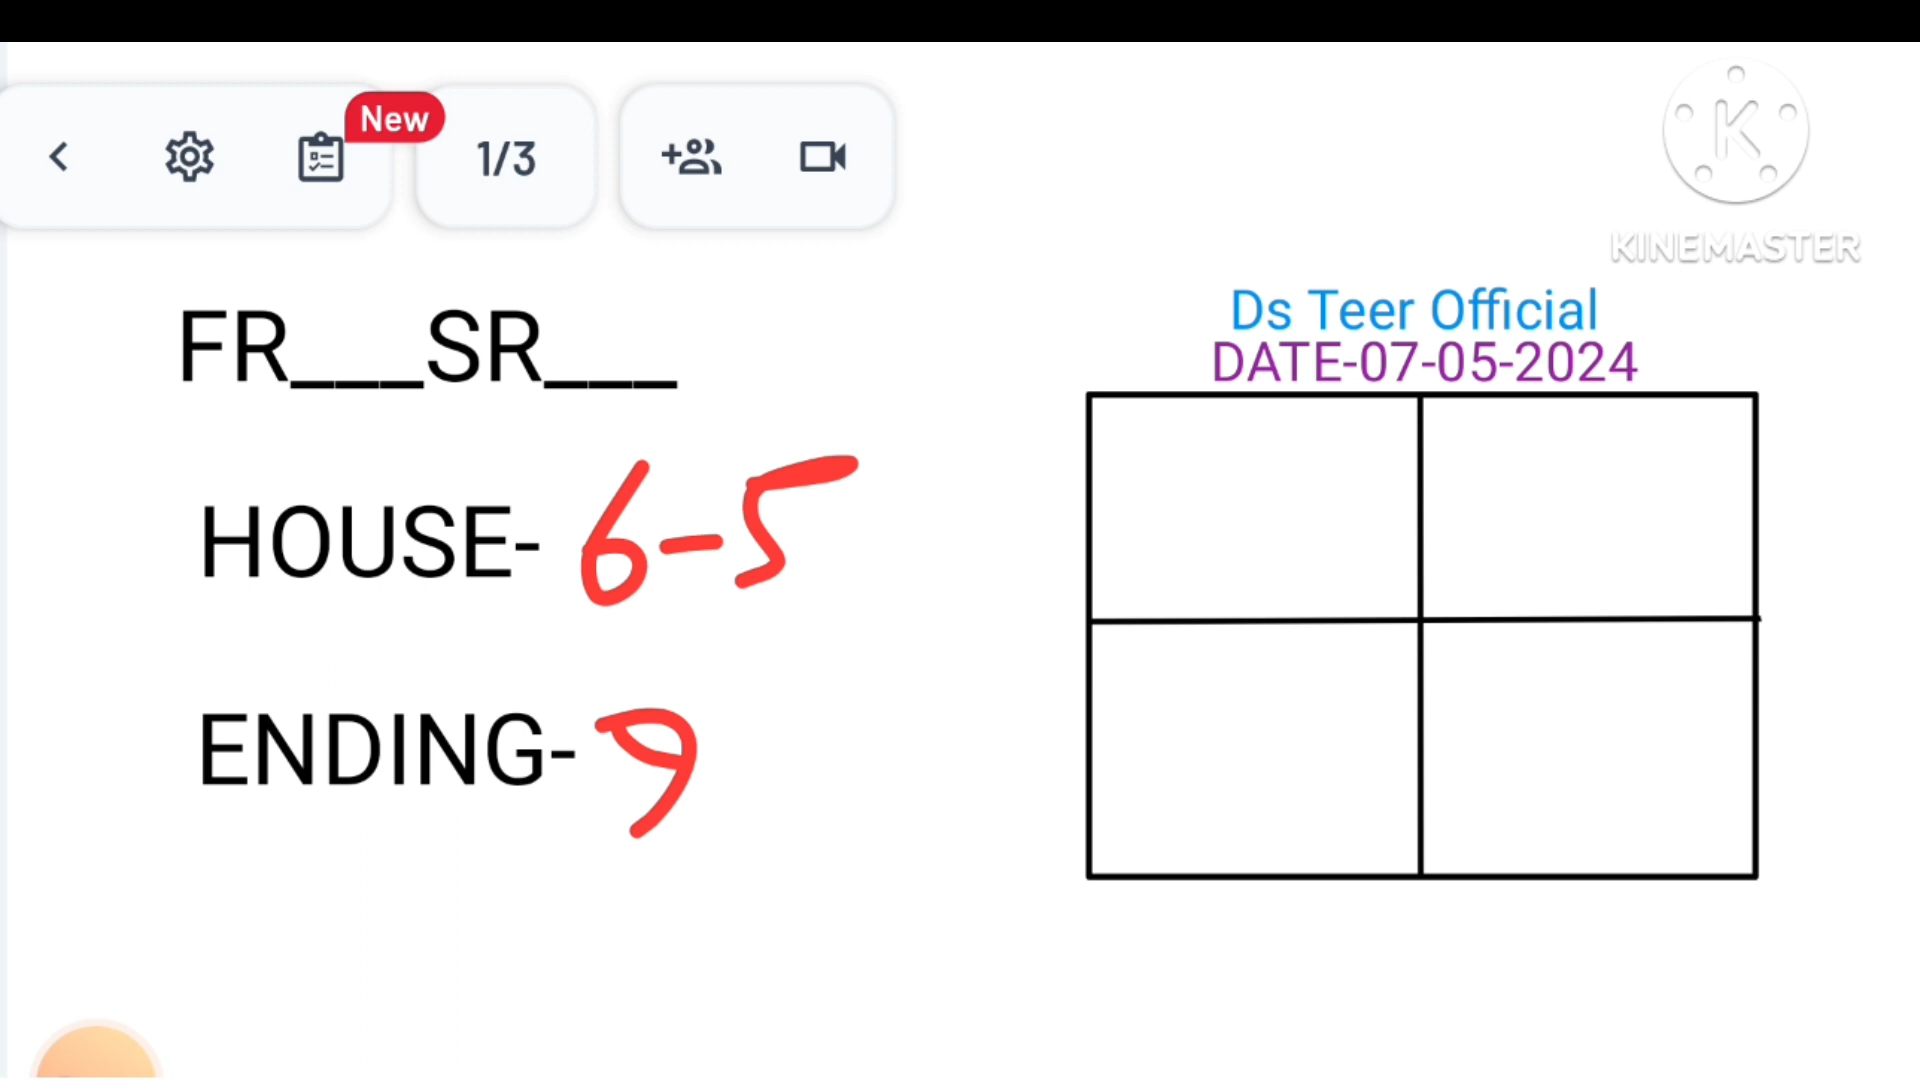 New
1/3
KINEMASTER
FR___SR___
HOUSE- 6-5
ENDING- 9
Ds Teer Official
DATE-07-05-2024